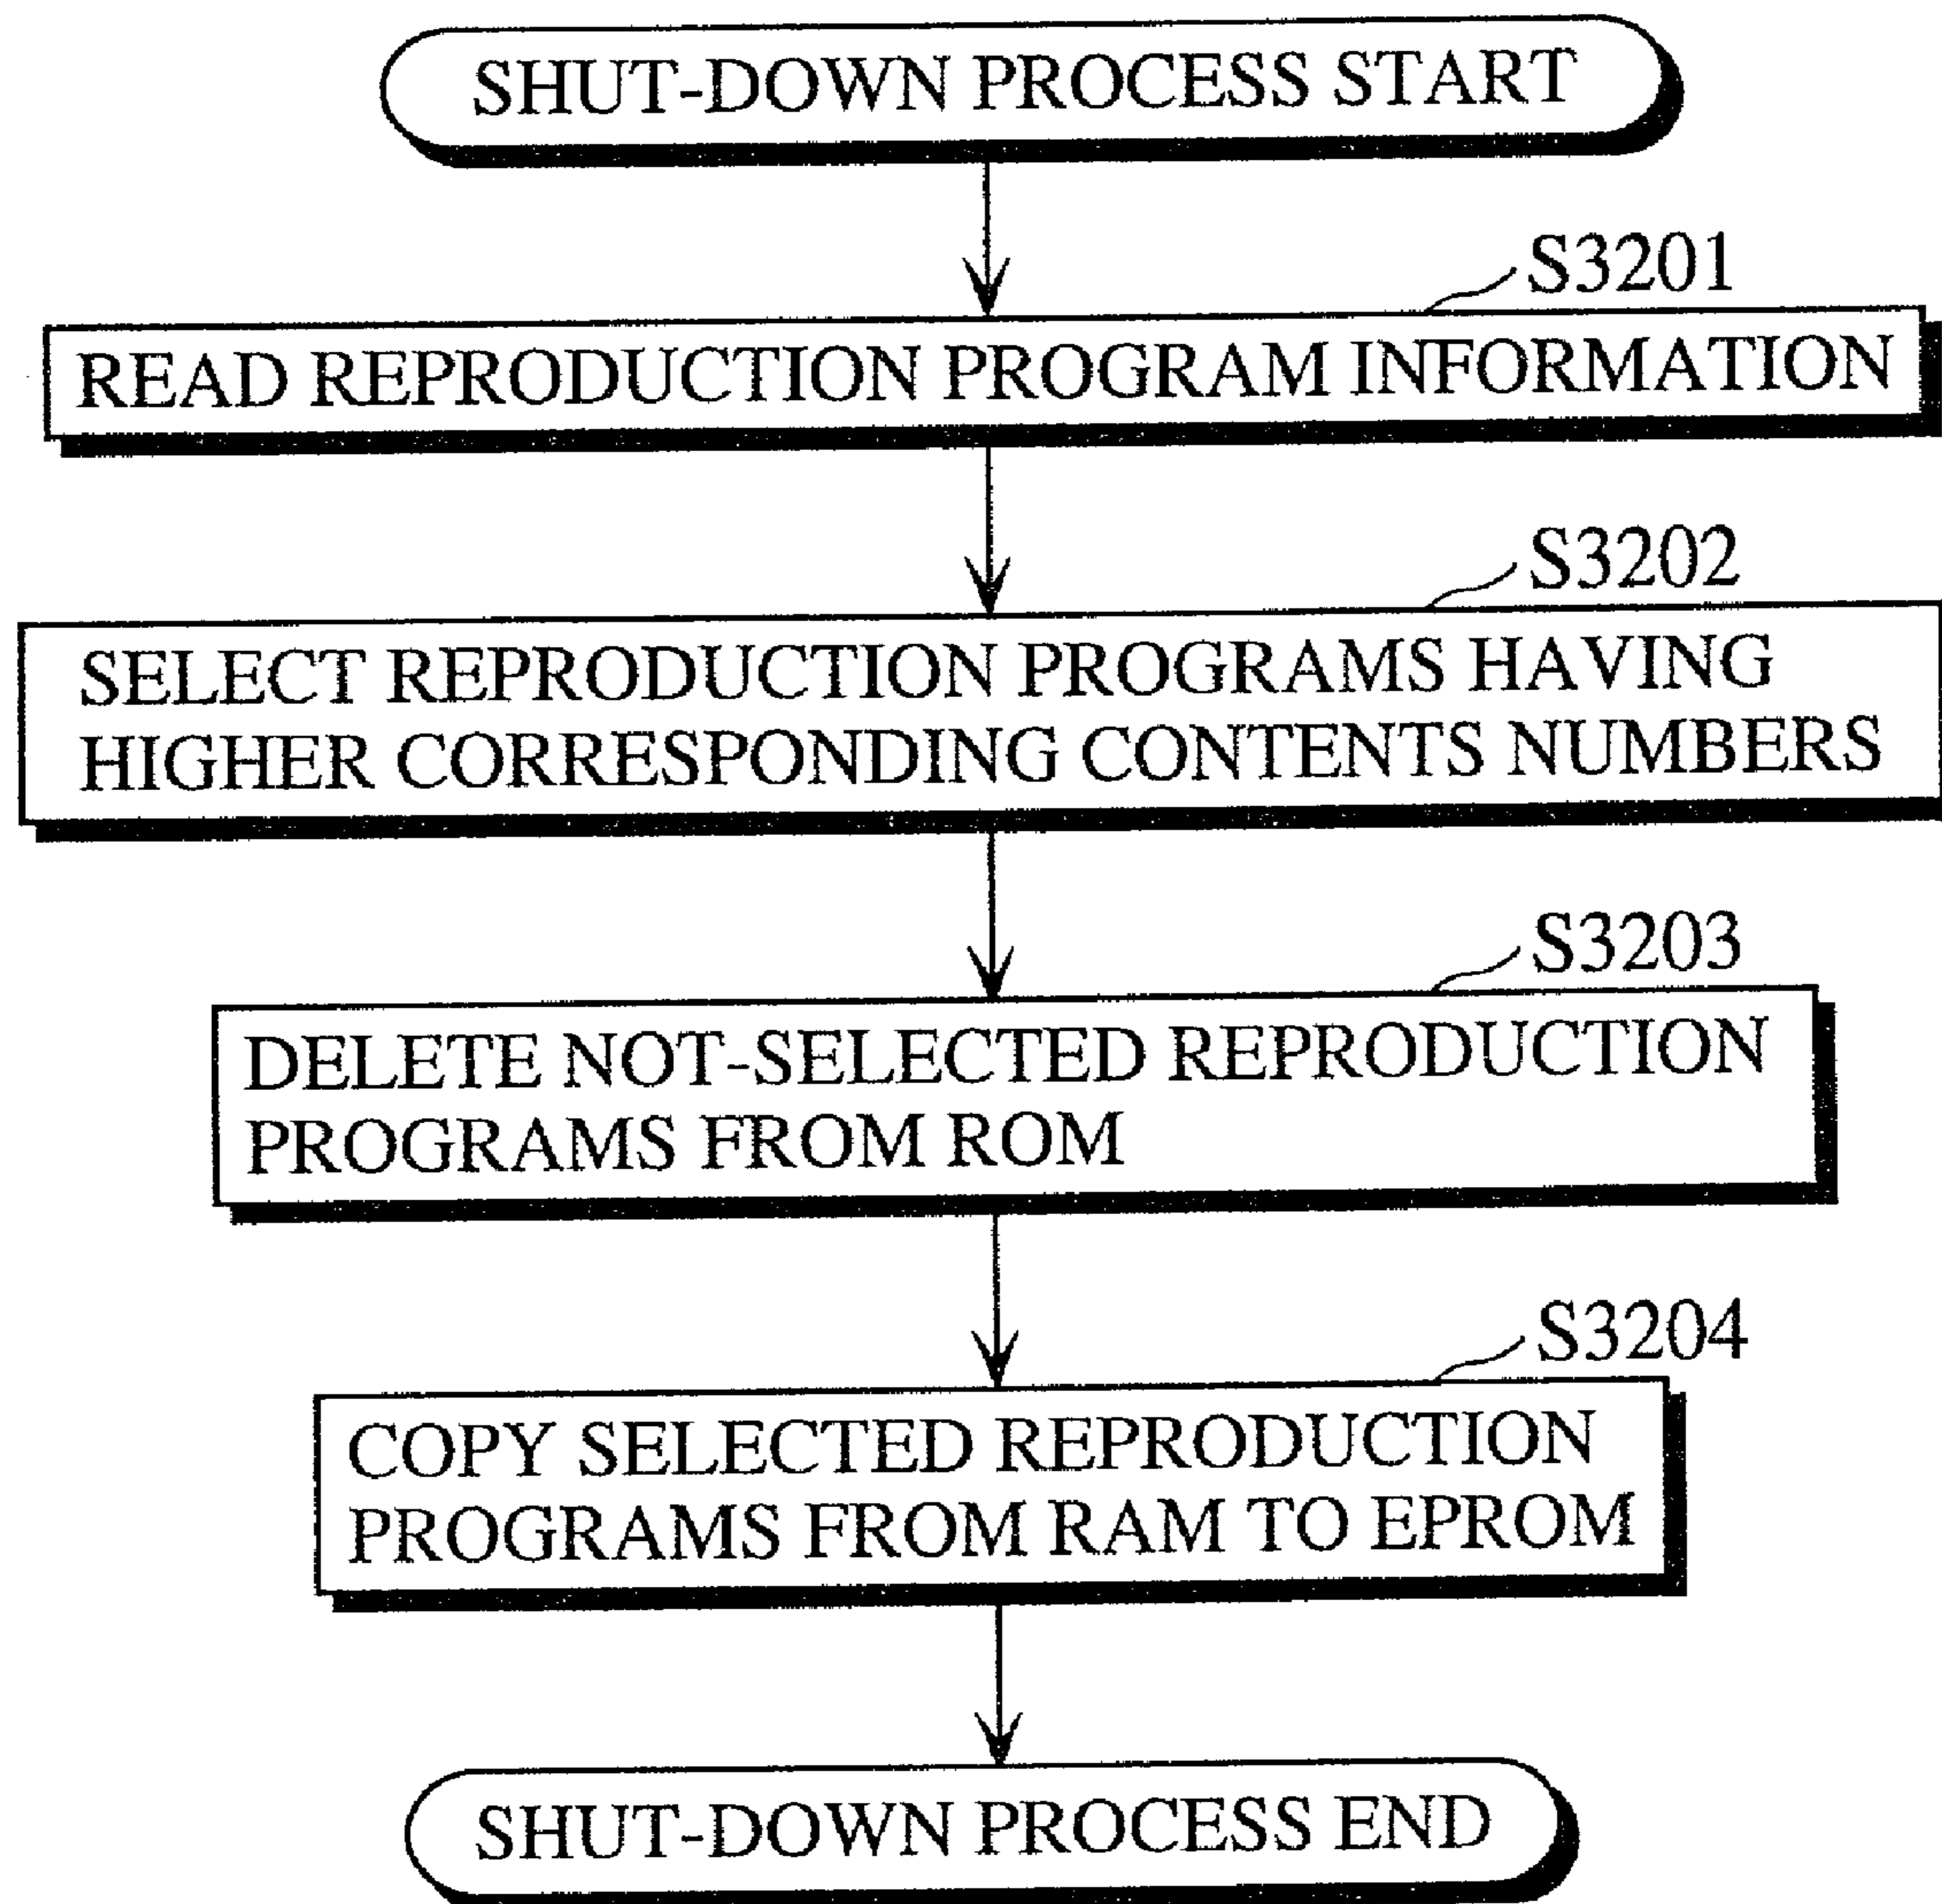 SHUT-DOWN PROCESS START
S3201
READ REPRODUCTION PROGRAM INFORMATION
S3202
SELECT REPRODUCTION PROGRAMS HAVING
HIGHER CORRESPONDING CONTENTS NUMBERS
S3203
DELETE NOT-SELECTED REPRODUCTION
PROGRAMS FROM ROM
S3204
COPY SELECTED REPRODUCTION
PROGRAMS FROM RAM TO EPROM
SHUT-DOWN PROCESS END